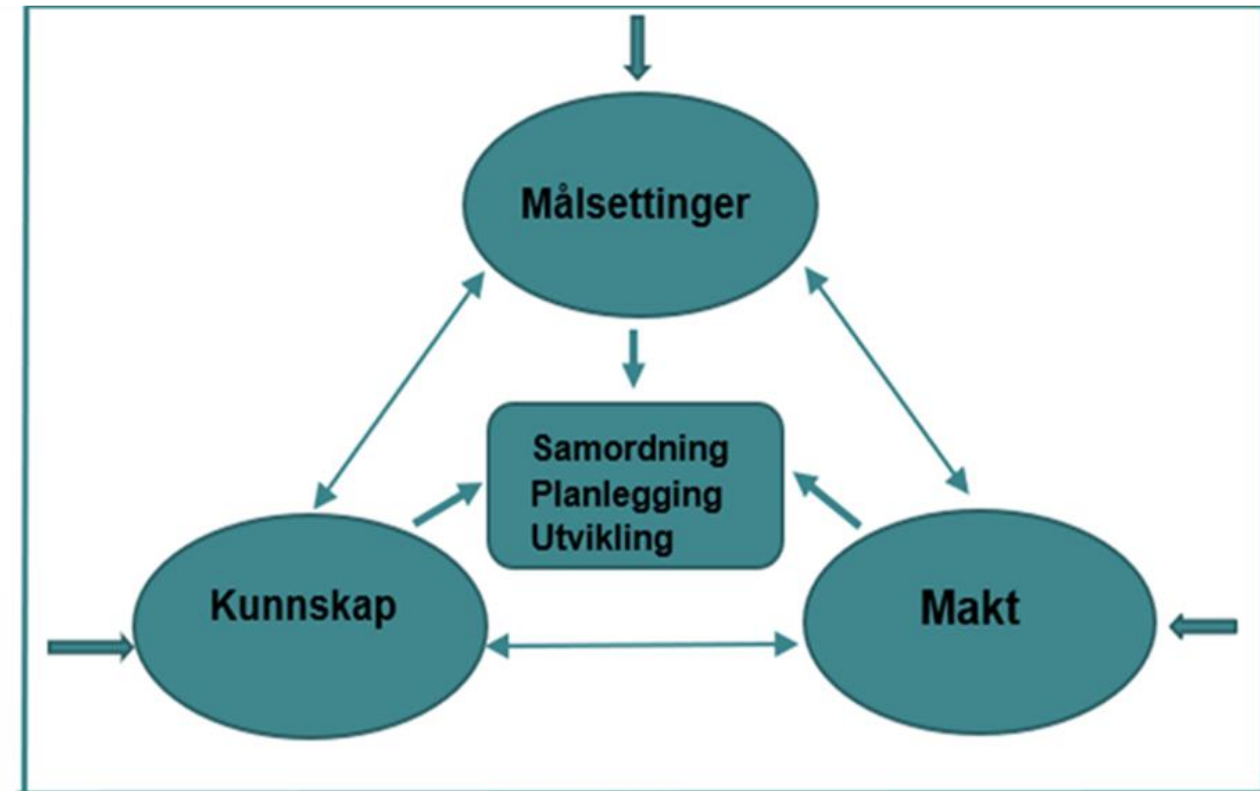 Målsettinger
Samordning
Planlegging
Utvikling
Kunnskap
Makt